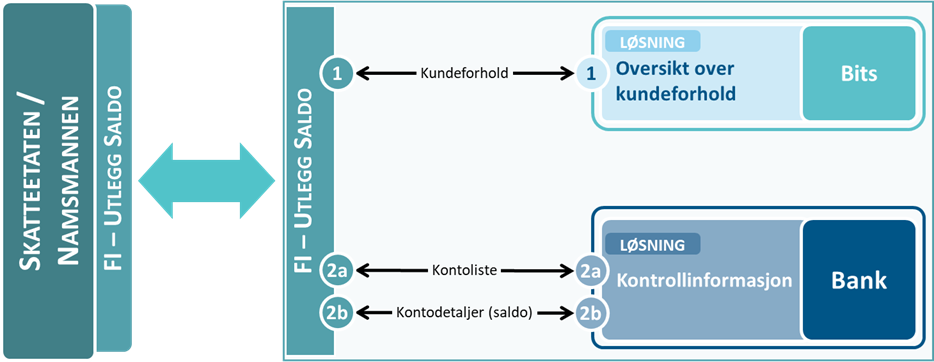 SKATTEETATEN /
NAMSMANNEN
FI – UTLEGG SALDO
FI – UTLEGG SALDO
1
Kundeforhold
1
LØSNING
Oversikt over
kundeforhold
Bits
2a
Kontoliste
2a
2b
Kontodetaljer (saldo)
2b
LØSNING
Kontrollinformasjon
Bank